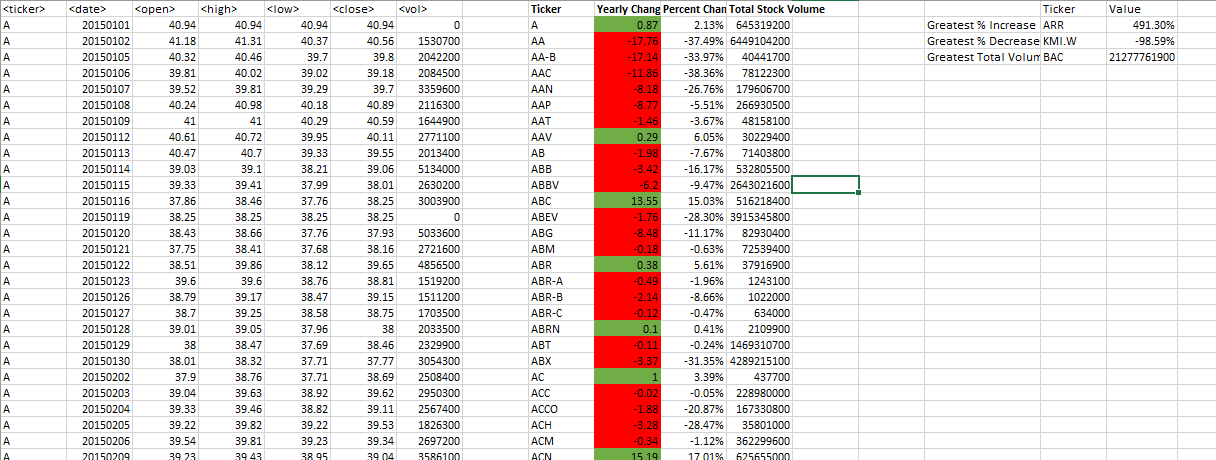 <ticker> <date> <open> <high> <low> <close> <vol> Ticker Yearly Chang Percent Chan Total Stock Volume Ticker Value
A 20150101 40.94 40.94 40.94 40.94 0 A 0.87 2.13% 645319200 Greatest % Increase ARR 491.30%
A 20150102 41.18 41.31 40.37 40.56 1530700 AA -17.76 -37.49% 6449104200 Greatest % Decrease KMI.W -98.59%
A 20150105 40.32 40.46 39.7 39.8 2042200 AA-B -17.14 -33.97% 40441700 Greatest Total Volum BAC 21277761900
A 20150106 39.81 40.02 39.02 39.18 2084500 AAC -11.86 -38.36% 78122300
A 20150107 39.52 39.81 39.29 39.7 3359600 AAN -8.18 -26.76% 179606700
A 20150108 40.24 40.98 40.18 40.89 2116300 AAP -8.77 -5.51% 266930500
A 20150109 41 41 40.29 40.59 1644900 AAT -1.46 -3.67% 48158100
A 20150112 40.61 40.72 39.95 40.11 2771100 AAV 0.29 6.05% 30229400
A 20150113 40.47 40.7 39.33 39.55 2013400 AB -1.98 -7.67% 71403800
A 20150114 39.03 39.1 38.21 39.06 5134000 ABB -3.42 -16.17% 532805500
A 20150115 39.33 39.41 37.99 38.01 2630200 ABBV -6.2 -9.47% 2643021600
A 20150116 37.86 38.46 37.76 38.25 3003900 ABC 13.55 15.03% 516218400
A 20150119 38.25 38.25 38.25 38.25 0 ABEV -1.76 -28.30% 3915345800
A 20150120 38.43 38.66 37.76 37.93 5033600 ABG -8.48 -11.17% 82930400
A 20150121 37.75 38.41 37.68 38.16 2721600 ABM -0.18 -0.63% 72539400
A 20150122 38.51 39.86 38.12 39.65 4856500 ABR 0.38 5.61% 37916900
A 20150123 39.6 39.6 38.76 38.81 1519200 ABR-A -0.49 -1.96% 1243100
A 20150126 38.79 39.17 38.47 39.15 1511200 ABR-B -2.14 -8.66% 1022000
A 20150127 38.7 39.25 38.58 38.75 1703500 ABR-C -0.12 -0.47% 634000
A 20150128 39.01 39.05 37.96 38 2033500 ABRN 0.1 0.41% 2109900
A 20150129 38 38.47 37.69 38.46 2329900 ABT -0.11 -0.24% 1469310700
A 20150130 38.01 38.32 37.71 37.77 3054300 ABX -3.37 -31.35% 4289215100
A 20150202 37.9 38.76 37.71 38.69 2508400 AC 1 3.39% 437700
A 20150203 39.04 39.63 38.92 39.62 2950300 ACC -0.02 -0.05% 228980000
A 20150204 39.33 39.46 38.82 39.11 2567400 ACCO -1.88 -20.87% 167330800
A 20150205 39.22 39.82 39.22 39.53 1826300 ACH -3.28 -28.47% 35801000
A 20150206 39.54 39.81 39.23 39.34 2697200 ACM -0.34 -1.12% 362299600
A 20150209 39.23 39.43 38.95 39.04 3586100 ACN 15.19 17.01% 625655000